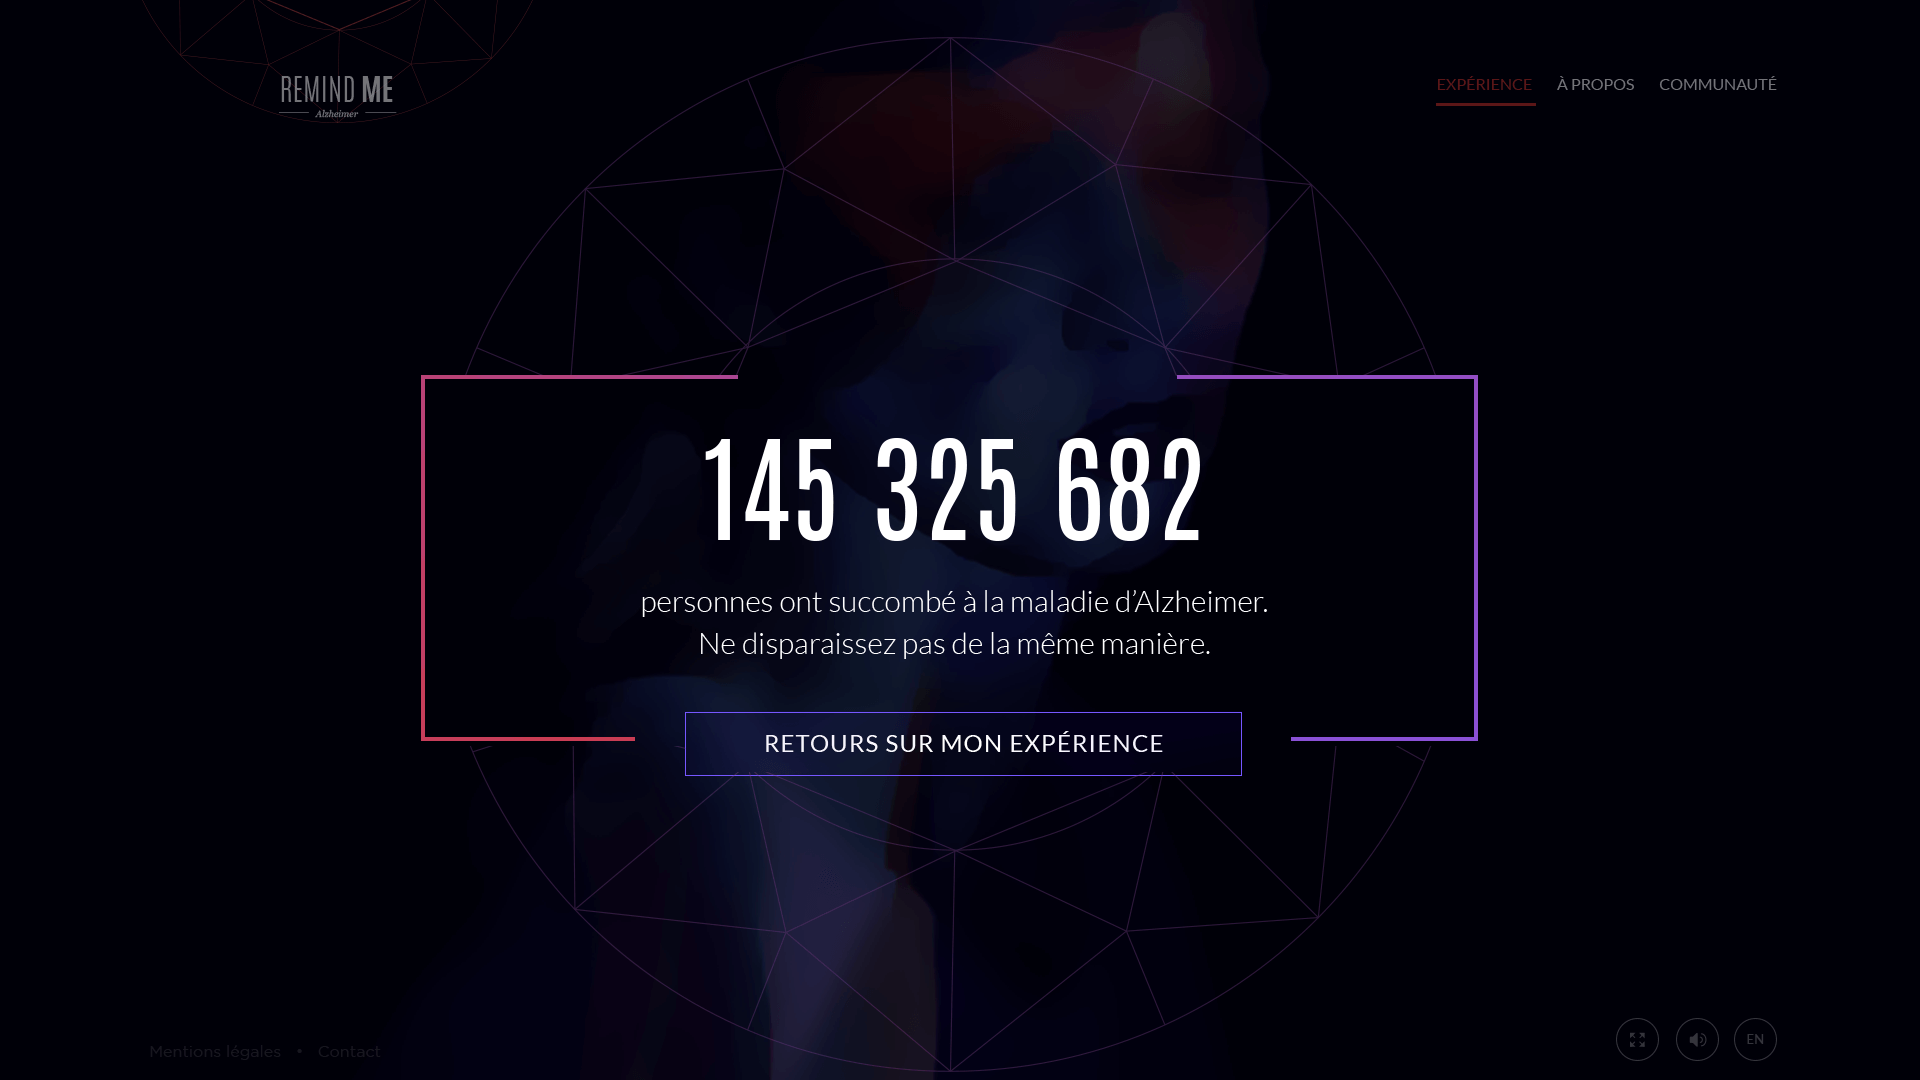 REMIND ME
Alzheimer
EXPÉRIENCE
À PROPOS
COMMUNAUTÉ
145 325 682
personnes ont succombé à la maladie d’Alzheimer.
Ne disparaissez pas de la même manière.
RETOURS SUR MON EXPÉRIENCE
Mentions légales • Contact
EN